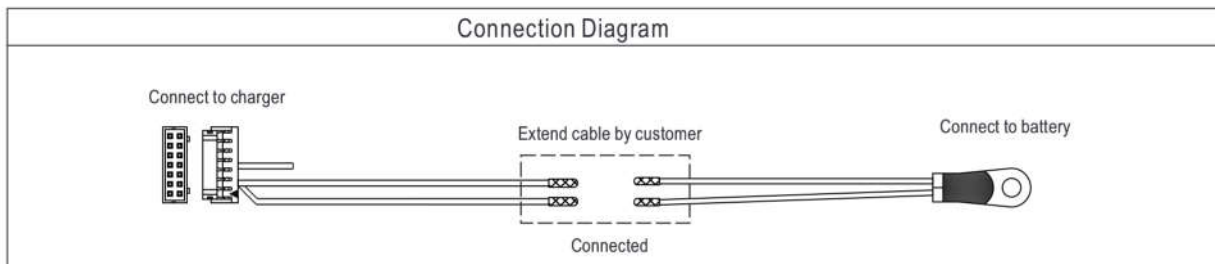 Connection Diagram
Connect to charger
Extend cable by customer
Connect to battery
Connected